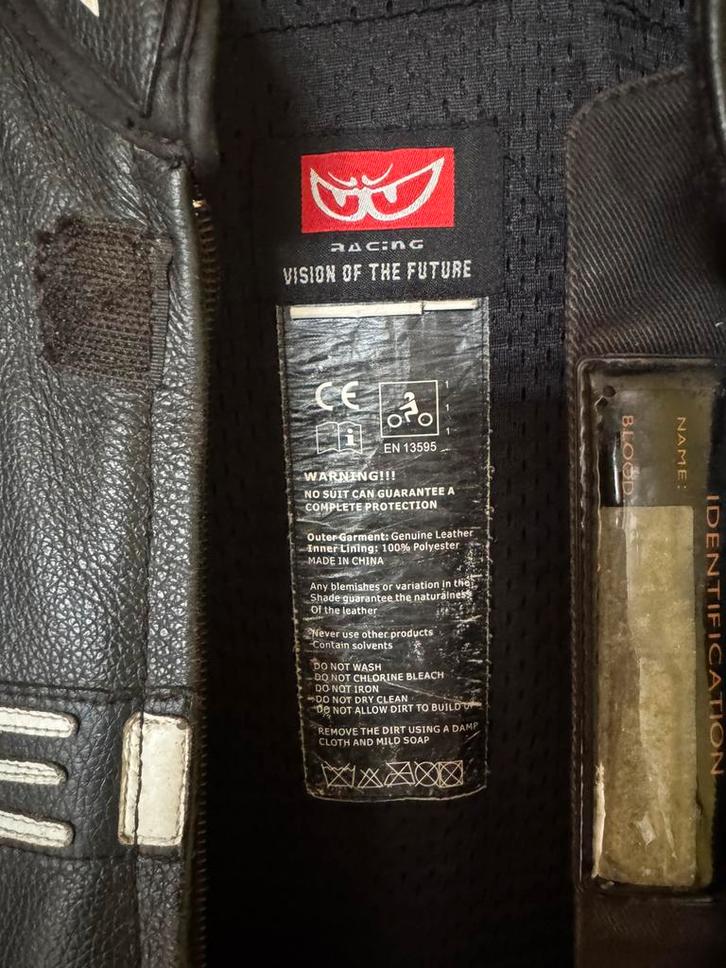 RACING
VISION OF THE FUTURE
CE
1
1
1
i
EN 13595
WARNING!!!
NO SUIT CAN GUARANTEE A
COMPLETE PROTECTION
Outer Garment: Genuine Leather
Inner Lining: 100% Polyester
MADE IN CHINA
Any blemishes or variation in the
Shade guarantee the naturalness
Of the leather
Never use other products
Contain solvents
DO NOT WASH
DO NOT CHLORINE BLEACH
DO NOT IRON
DO NOT DRY CLEAN
DO NOT ALLOW DIRT TO BUILD UP
REMOVE THE DIRT USING A DAMP
CLOTH AND MILD SOAP
IDENTIFICATION
NAME:
BLOOD